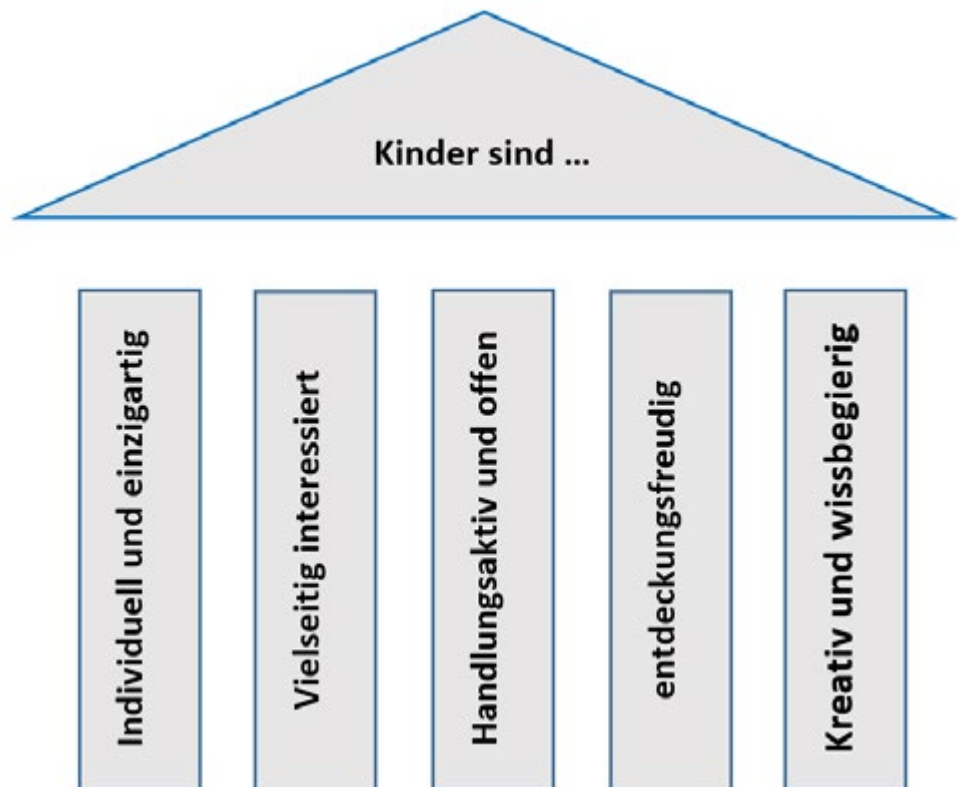 Kinder sind ...
Individuell und einzigartig
Vielseitig interessiert
Handlungsaktiv und offen
entdeckungsfreudig
Kreativ und wissbegierig